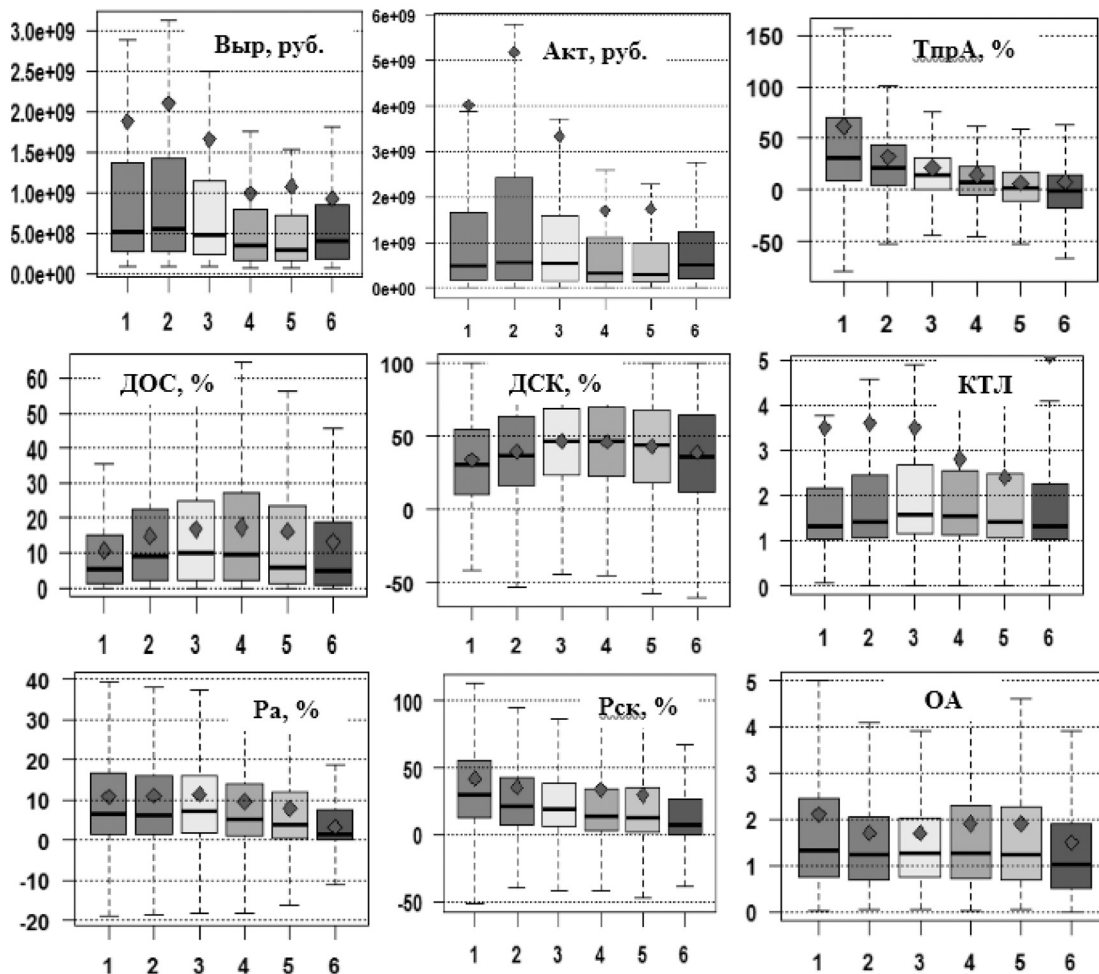 Выр, руб.
3.0e+09
2.5e+09
2.0e+09
1.5e+09
1.0e+09
5.0e+08
0.0e+00
1 2 3 4 5 6
Акт, руб.
6e+09
5e+09
4e+09
3e+09
2e+09
1e+09
0e+00
1 2 3 4 5 6
ТпрА, %
150
100
50
0
-50
1 2 3 4 5 6
ДОС, %
60
50
40
30
20
10
0
1 2 3 4 5 6
ДСК, %
100
50
0
-50
1 2 3 4 5 6
КТЛ
5
4
3
2
1
0
1 2 3 4 5 6
Ра, %
40
30
20
10
0
-10
-20
1 2 3 4 5 6
Рск, %
100
50
0
-50
1 2 3 4 5 6
ОА
5
4
3
2
1
0
1 2 3 4 5 6